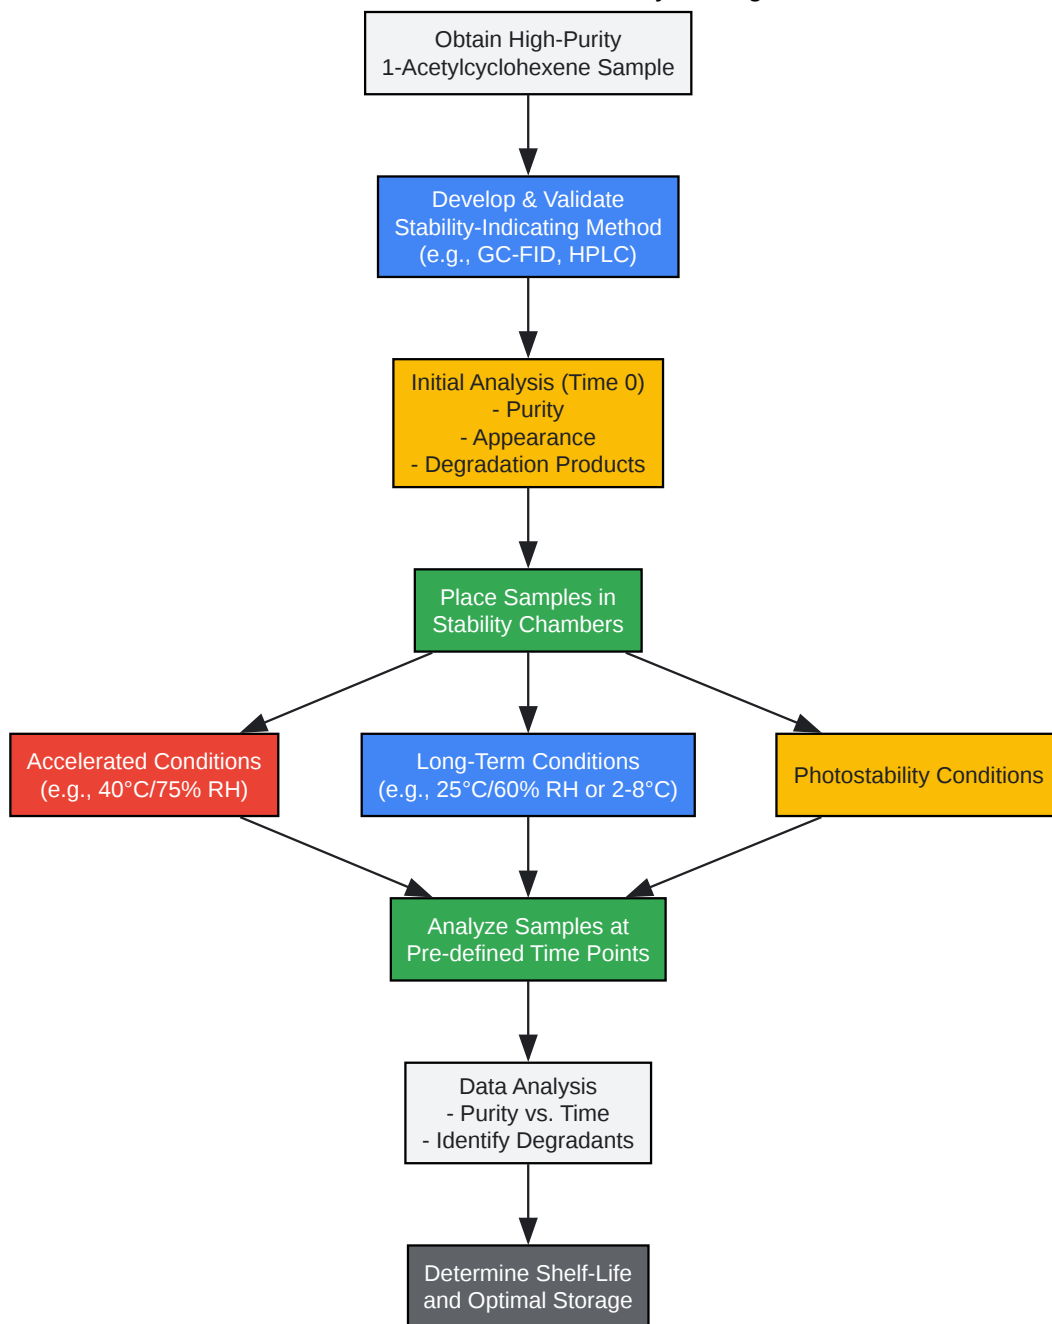 Obtain High-Purity
1-Acetylcyclohexene Sample
Develop & Validate
Stability-Indicating Method
(e.g., GC-FID, HPLC)
Initial Analysis (Time 0)
- Purity
- Appearance
- Degradation Products
Place Samples in
Stability Chambers
Accelerated Conditions
(e.g., 40°C/75% RH)
Long-Term Conditions
(e.g., 25°C/60% RH or 2-8°C)
Photostability Conditions
Analyze Samples at
Pre-defined Time Points
Data Analysis
- Purity vs. Time
- Identify Degradants
Determine Shelf-Life
and Optimal Storage